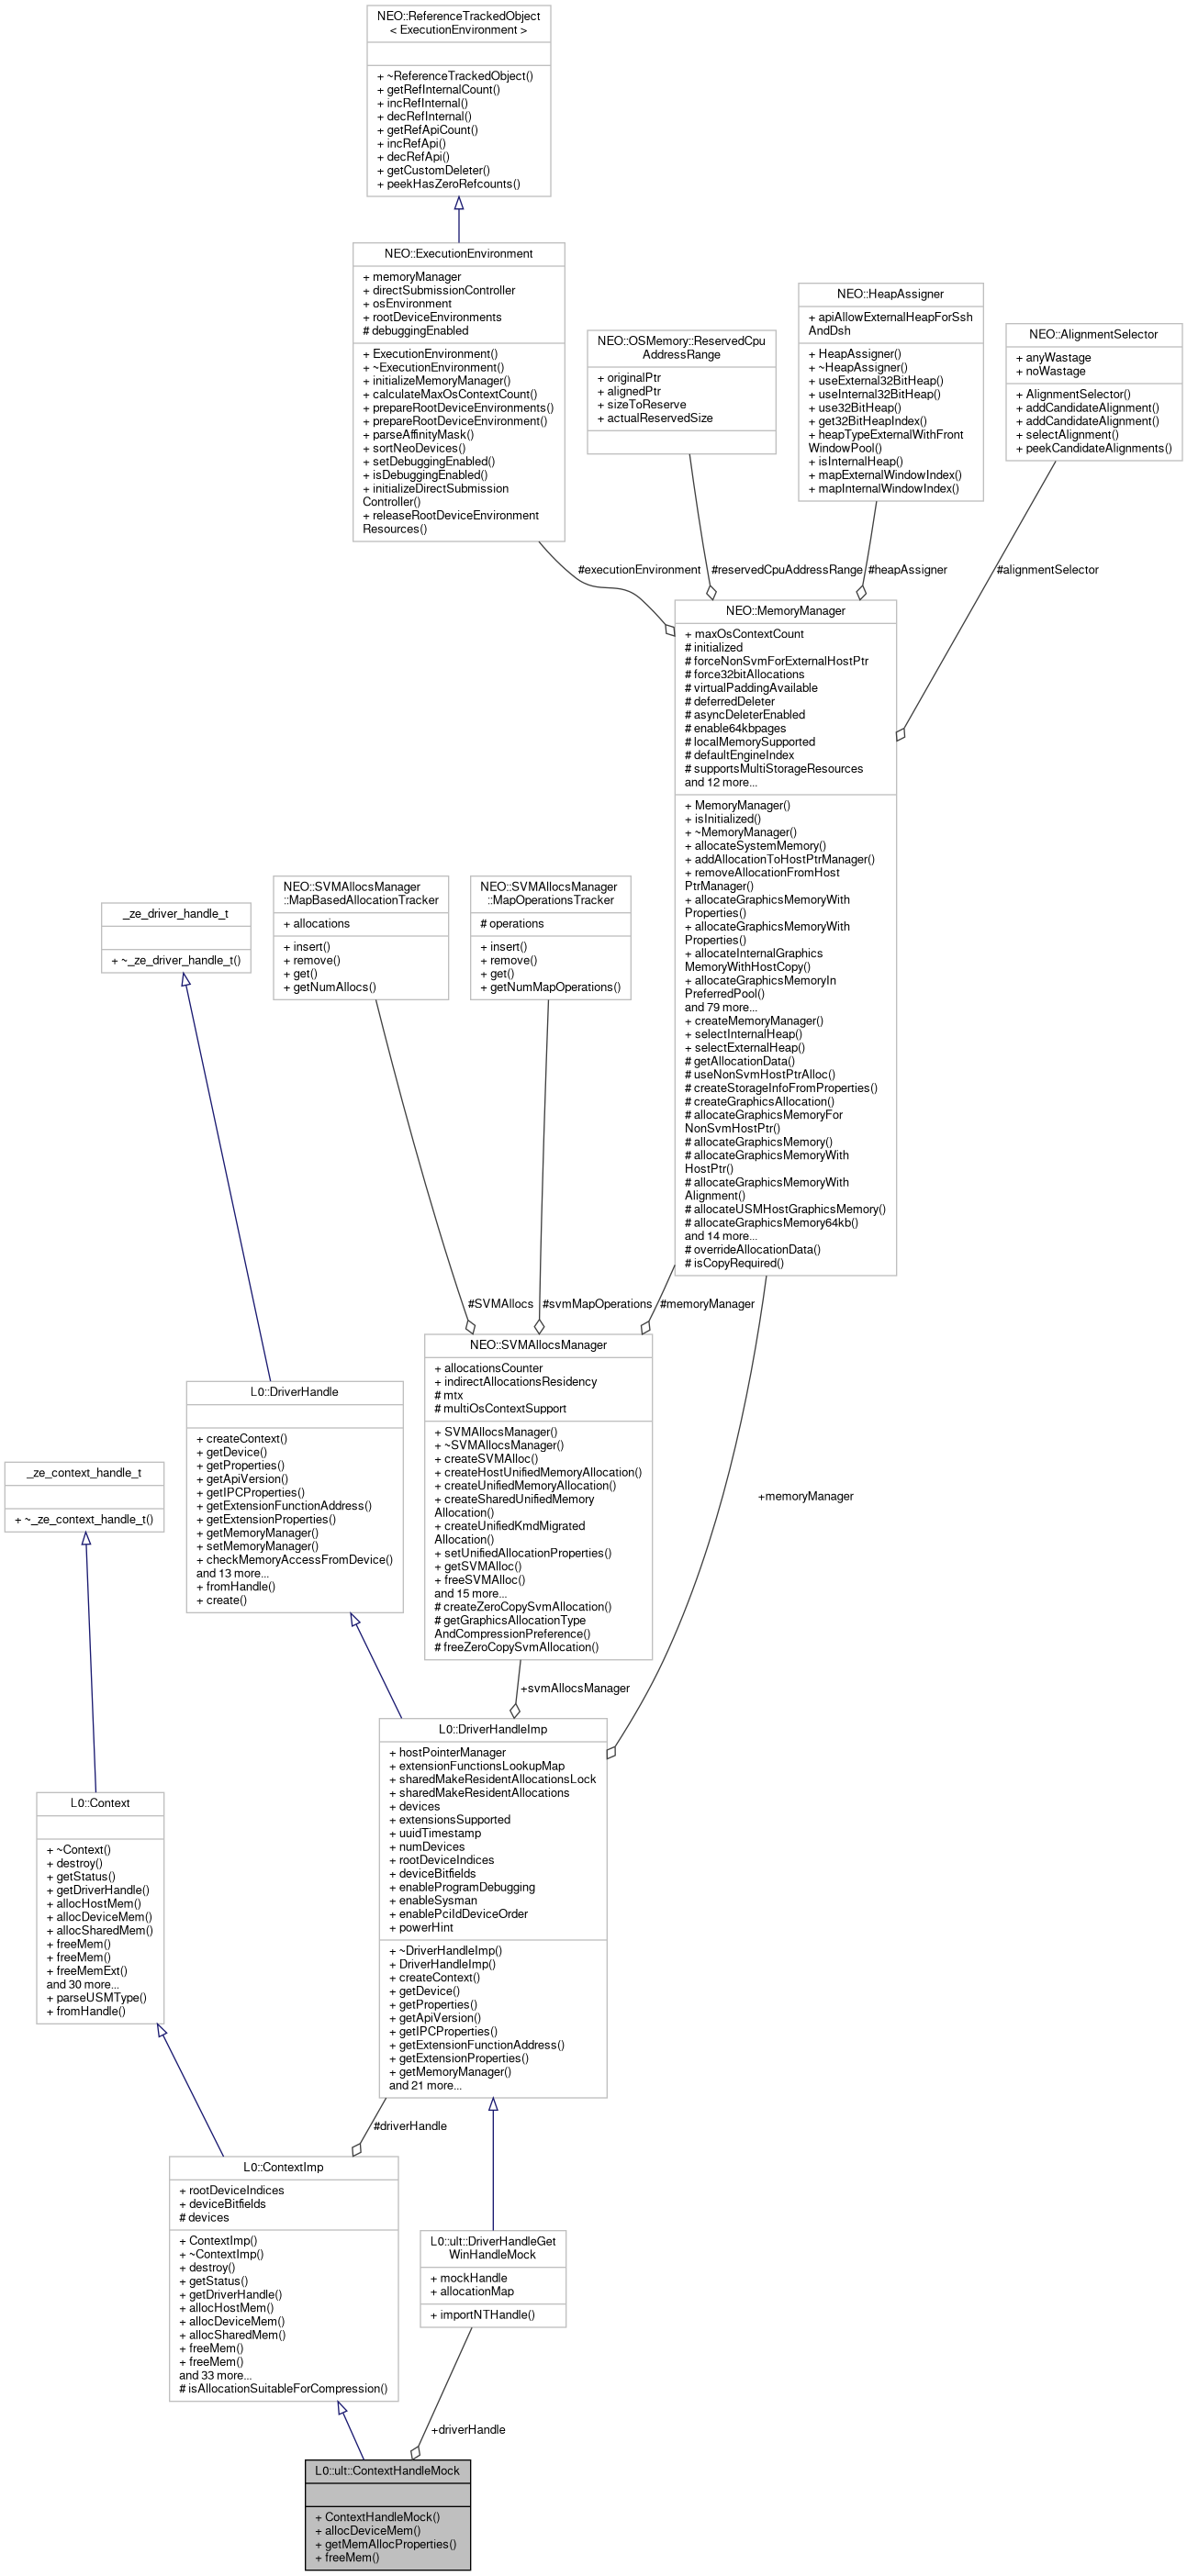 NEO::ReferenceTrackedObject
< ExecutionEnvironment >
+ ~ReferenceTrackedObject()
+ getRefInternalCount()
+ incRefInternal()
+ decRefInternal()
+ getRefApiCount()
+ incRefApi()
+ decRefApi()
+ getCustomDeleter()
+ peekHasZeroRefcounts()
NEO::ExecutionEnvironment
+ memoryManager
+ directSubmissionController
+ osEnvironment
+ rootDeviceEnvironments
# debuggingEnabled
+ ExecutionEnvironment()
+ ~ExecutionEnvironment()
+ initializeMemoryManager()
+ calculateMaxOsContextCount()
+ prepareRootDeviceEnvironments()
+ prepareRootDeviceEnvironment()
+ parseAffinityMask()
+ sortNeoDevices()
+ setDebuggingEnabled()
+ isDebuggingEnabled()
+ initializeDirectSubmission
Controller()
+ releaseRootDeviceEnvironment
Resources()
NEO::OSMemory::ReservedCpu
AddressRange
+ originalPtr
+ alignedPtr
+ sizeToReserve
+ actualReservedSize
NEO::HeapAssigner
+ apiAllowExternalHeapForSsh
AndDsh
+ HeapAssigner()
+ ~HeapAssigner()
+ useExternal32BitHeap()
+ useInternal32BitHeap()
+ use32BitHeap()
+ get32BitHeapIndex()
+ heapTypeExternalWithFront
WindowPool()
+ isInternalHeap()
+ mapExternalWindowIndex()
+ mapInternalWindowIndex()
NEO::AlignmentSelector
+ anyWastage
+ noWastage
+ AlignmentSelector()
+ addCandidateAlignment()
+ addCandidateAlignment()
+ selectAlignment()
+ peekCandidateAlignments()
#executionEnvironment
#reservedCpuAddressRange
#heapAssigner
#alignmentSelector
NEO::MemoryManager
+ maxOsContextCount
# initialized
# forceNonSvmForExternalHostPtr
# force32bitAllocations
# virtualPaddingAvailable
# deferredDeleter
# asyncDeleterEnabled
# enable64kbpages
# localMemorySupported
# defaultEngineIndex
# supportsMultiStorageResources
and 12 more...
+ MemoryManager()
+ isInitialized()
+ ~MemoryManager()
+ allocateSystemMemory()
+ addAllocationToHostPtrManager()
+ removeAllocationFromHost
PtrManager()
+ allocateGraphicsMemoryWith
Properties()
+ allocateGraphicsMemoryWith
Properties()
+ allocateInternalGraphics
MemoryWithHostCopy()
+ allocateGraphicsMemoryIn
PreferredPool()
and 79 more...
+ createMemoryManager()
+ selectInternalHeap()
+ selectExternalHeap()
# getAllocationData()
# useNonSvmHostPtrAlloc()
# createStorageInfoFromProperties()
# createGraphicsAllocation()
# allocateGraphicsMemoryFor
NonSvmHostPtr()
# allocateGraphicsMemory()
# allocateGraphicsMemoryWith
HostPtr()
# allocateGraphicsMemoryWith
Alignment()
# allocateUSMHostGraphicsMemory()
# allocateGraphicsMemory64kb()
and 14 more...
# overrideAllocationData()
# isCopyRequired()
NEO::SVMAllocsManager
::MapBasedAllocationTracker
+ allocations
+ insert()
+ remove()
+ get()
+ getNumAllocs()
NEO::SVMAllocsManager
::MapOperationsTracker
# operations
+ insert()
+ remove()
+ get()
+ getNumMapOperations()
_ze_driver_handle_t
+ ~_ze_driver_handle_t()
#SVMAllocs
#svmMapOperations
#memoryManager
NEO::SVMAllocsManager
+ allocationsCounter
+ indirectAllocationsResidency
# mtx
# multiOsContextSupport
+ SVMAllocsManager()
+ ~SVMAllocsManager()
+ createSVMAlloc()
+ createHostUnifiedMemoryAllocation()
+ createUnifiedMemoryAllocation()
+ createSharedUnifiedMemory
Allocation()
+ createUnifiedKmdMigrated
Allocation()
+ setUnifiedAllocationProperties()
+ getSVMAlloc()
+ freeSVMAlloc()
and 15 more...
# createZeroCopySvmAllocation()
# getGraphicsAllocationType
AndCompressionPreference()
# freeZeroCopySvmAllocation()
L0::DriverHandle
+ createContext()
+ getDevice()
+ getProperties()
+ getApiVersion()
+ getIPCProperties()
+ getExtensionFunctionAddress()
+ getExtensionProperties()
+ getMemoryManager()
+ setMemoryManager()
+ checkMemoryAccessFromDevice()
and 13 more...
+ fromHandle()
+ create()
_ze_context_handle_t
+ ~_ze_context_handle_t()
+memoryManager
+svmAllocsManager
L0::DriverHandleImp
+ hostPointerManager
+ extensionFunctionsLookupMap
+ sharedMakeResidentAllocationsLock
+ sharedMakeResidentAllocations
+ devices
+ extensionsSupported
+ uuidTimestamp
+ numDevices
+ rootDeviceIndices
+ deviceBitfields
+ enableProgramDebugging
+ enableSysman
+ enablePciIdDeviceOrder
+ powerHint
+ ~DriverHandleImp()
+ DriverHandleImp()
+ createContext()
+ getDevice()
+ getProperties()
+ getApiVersion()
+ getIPCProperties()
+ getExtensionFunctionAddress()
+ getExtensionProperties()
+ getMemoryManager()
and 21 more...
L0::Context
+ ~Context()
+ destroy()
+ getStatus()
+ getDriverHandle()
+ allocHostMem()
+ allocDeviceMem()
+ allocSharedMem()
+ freeMem()
+ freeMem()
+ freeMemExt()
and 30 more...
+ parseUSMType()
+ fromHandle()
#driverHandle
L0::ContextImp
+ rootDeviceIndices
+ deviceBitfields
# devices
+ ContextImp()
+ ~ContextImp()
+ destroy()
+ getStatus()
+ getDriverHandle()
+ allocHostMem()
+ allocDeviceMem()
+ allocSharedMem()
+ freeMem()
+ freeMem()
and 33 more...
# isAllocationSuitableForCompression()
L0::ult::DriverHandleGet
WinHandleMock
+ mockHandle
+ allocationMap
+ importNTHandle()
+driverHandle
L0::ult::ContextHandleMock
+ ContextHandleMock()
+ allocDeviceMem()
+ getMemAllocProperties()
+ freeMem()